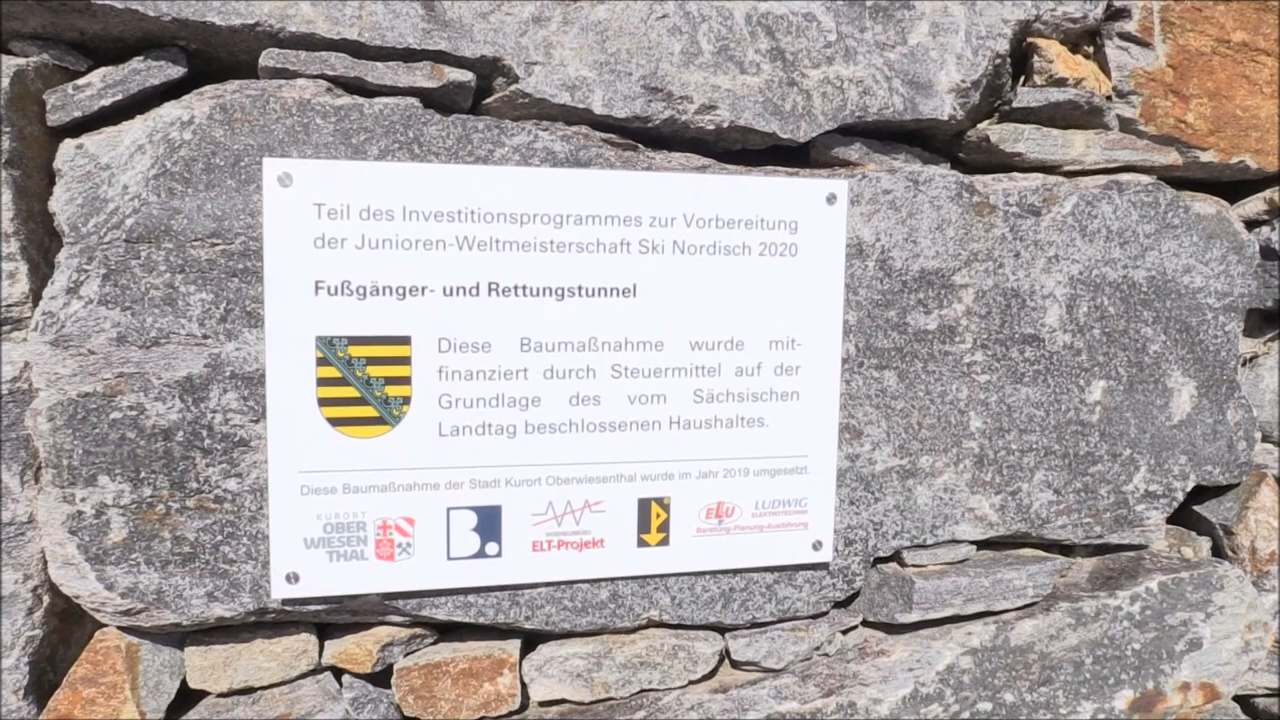 Teil des Investitionsprogrammes zur Vorbereitung
der Junioren-Weltmeisterschaft Ski Nordisch 2020
Fußgänger- und Rettungstunnel
Diese Baumaßnahme wurde mit-
finanziert durch Steuermittel auf der
Grundlage des vom Sächsischen
Landtag beschlossenen Haushaltes.
Diese Baumaßnahme der Stadt Kurort Oberwiesenthal wurde im Jahr 2019 umgesetzt.
KURORT
OBER
WIESEN
THAL
B.
INGENIEURBÜRO
ELT-Projekt
ELU
LUDWIG
ELEKTROTECHNIK
Beratung-Planung-Ausführung